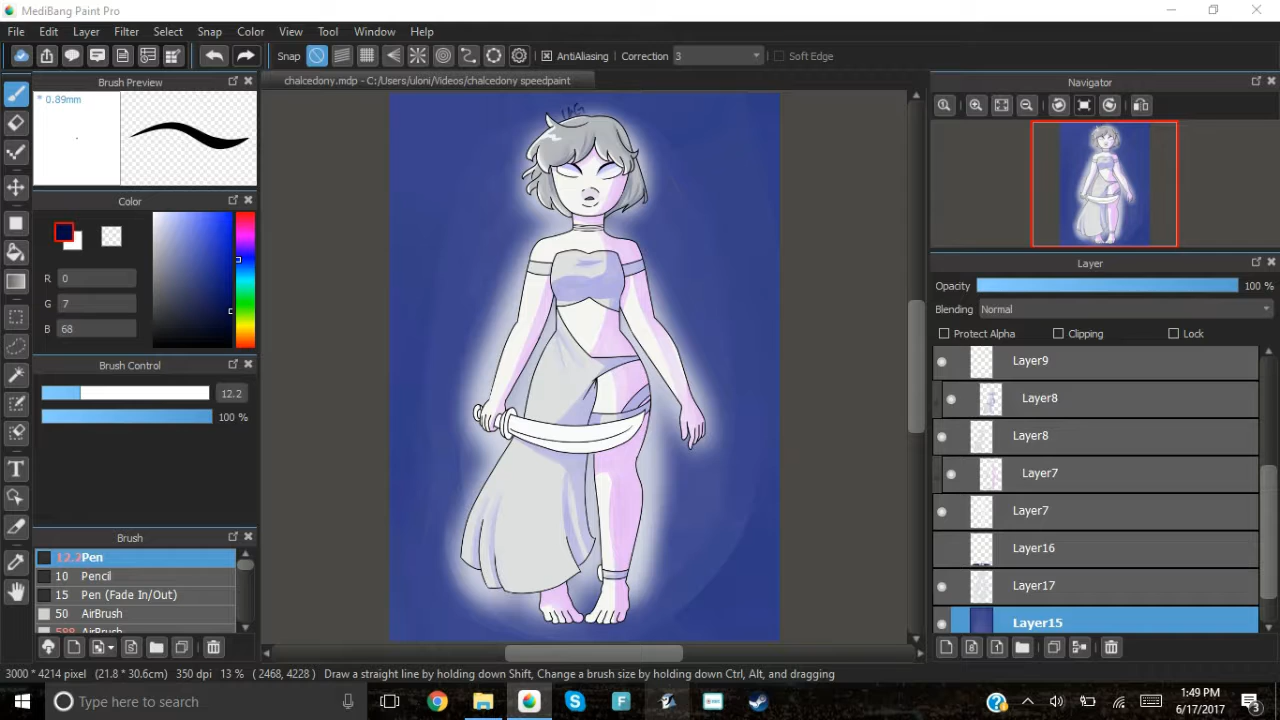 MediBang Paint Pro
File Edit Layer Filter Select Snap Color View Tool Window Help
Snap AntiAliasing Correction 3 Soft Edge
Brush Preview
chalcedony.mdp - C:/Users/uloni/Videos/chalcedony speedpaint
Navigator
* 0.89mm
Color
R 0
G 7
B 68
Layer
Opacity 100 %
Blending Normal
Protect Alpha Clipping Lock
Brush Control
12.2
100 %
Layer9
Layer8
Layer8
Layer7
Layer7
Layer16
Layer17
Layer15
Brush
12.2 Pen
10 Pencil
15 Pen (Fade In/Out)
50 AirBrush
588 AirBrush
3000 * 4214 pixel (21.8 * 30.6cm) 350 dpi 13 % ( 2468, 4228 ) Draw a straight line by holding down Shift, Change a brush size by holding down Ctrl, Alt, and dragging
Type here to search
1:49 PM
6/17/2017
3